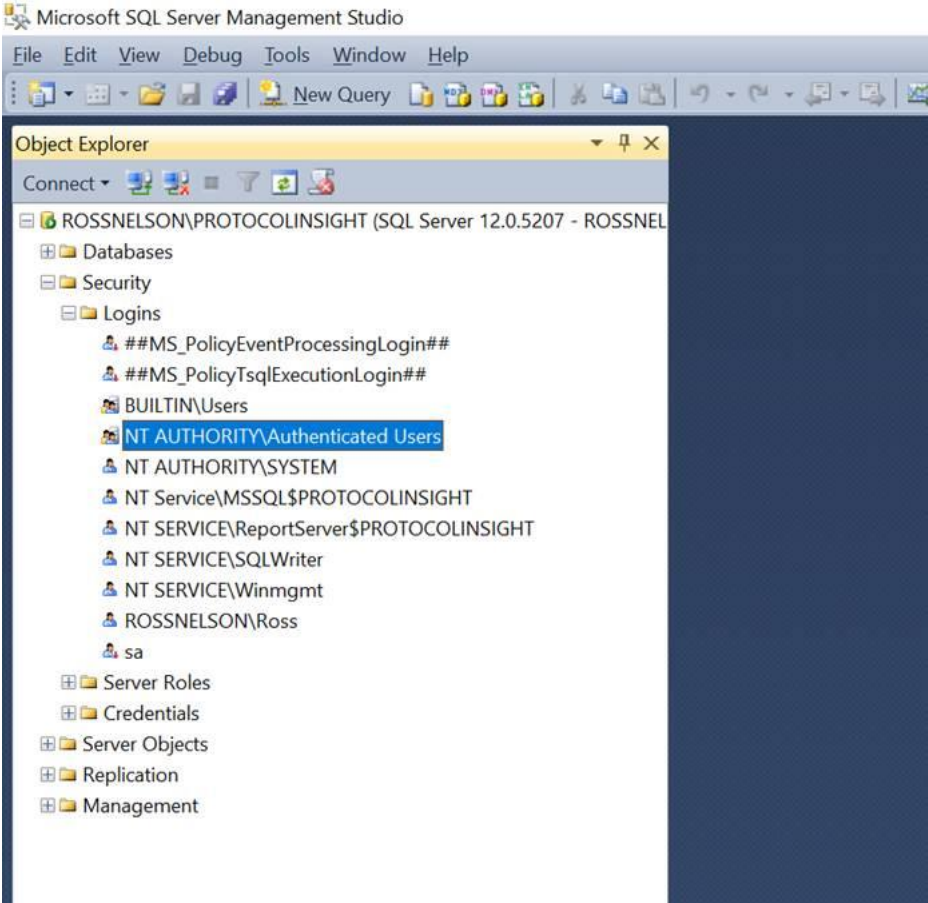 Microsoft SQL Server Management Studio
File Edit View Debug Tools Window Help
New Query
Object Explorer
Connect
ROSSNELSON\PROTOCOLINSIGHT (SQL Server 12.0.5207 - ROSSNEL
Databases
Security
Logins
##MS_PolicyEventProcessingLogin##
##MS_PolicyTsqlExecutionLogin##
BUILTIN\Users
NT AUTHORITY\Authenticated Users
NT AUTHORITY\SYSTEM
NT Service\MSSQL$PROTOCOLINSIGHT
NT SERVICE\ReportServer$PROTOCOLINSIGHT
NT SERVICE\SQLWriter
NT SERVICE\Winmgmt
ROSSNELSON\Ross
sa
Server Roles
Credentials
Server Objects
Replication
Management